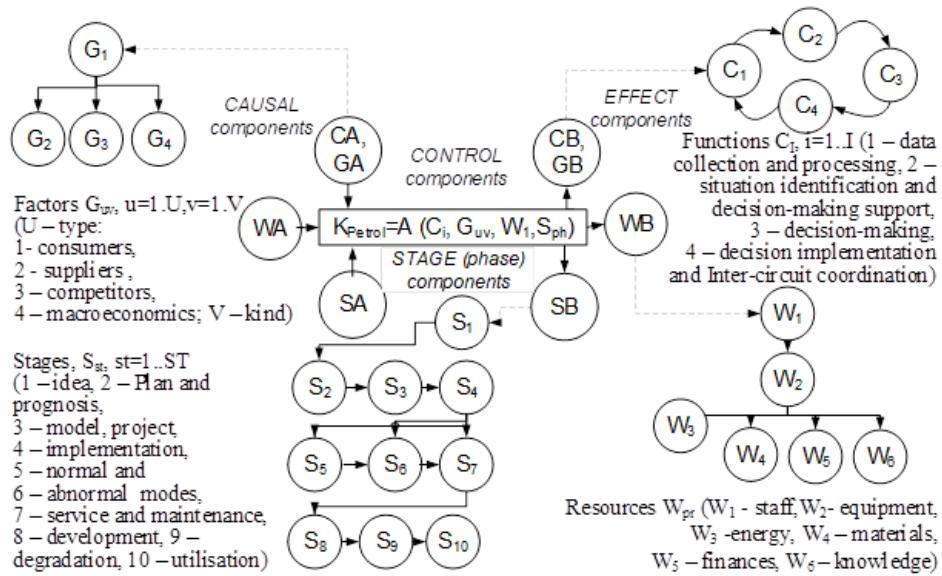 G1
G2
G3
G4
CAUSAL
components
CA,
GA
CONTROL
components
EFFECT
components
CB,
GB
C1
C2
C3
C4
Functions CI, i=1..I (1 – data
collection and processing, 2 –
situation identification and
decision-making support,
3 – decision-making,
4 – decision implementation
and Inter-circuit coordination)
Factors Guv, u=1.U,v=1.V
(U – type:
1- consumers,
2 - suppliers ,
3 – competitors,
4 – macroeconomics; V – kind)
WA
KPetrol=A (Ci, Guv, W1,Sph)
WB
STAGE (phase)
components
SA
SB
Stages, Sst, st=1..ST
(1 – idea, 2 – Plan and
prognosis,
3 – model, project,
4 – implementation,
5 – normal and
6 – abnormal modes,
7 – service and maintenance,
8 – development, 9 –
degradation, 10 – utilisation)
S1
S2
S3
S4
S5
S6
S7
S8
S9
S10
W1
W2
W3
W4
W5
W6
Resources Wpr (W1 - staff,W2- equipment,
W3 -energy, W4 – materials,
W5 – finances, W6 – knowledge)